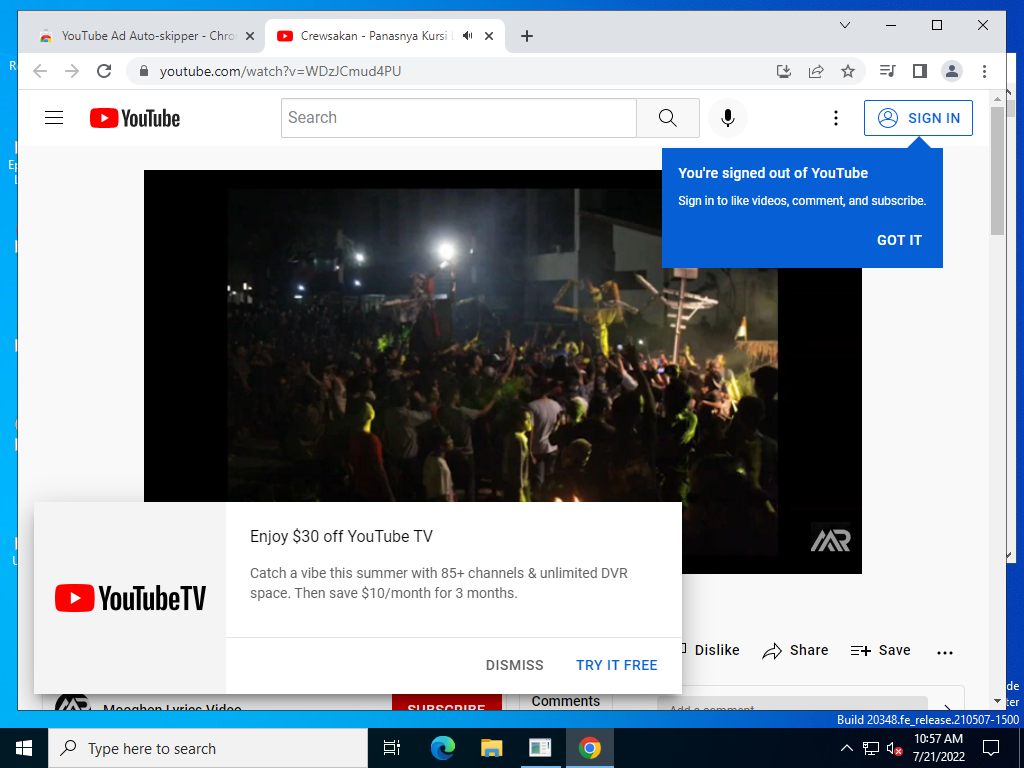 YouTube Ad Auto-skipper - Chro
Crewsakan - Panasnya Kursi
youtube.com/watch?v=WDzJCmud4PU
YouTube
Search
SIGN IN
You're signed out of YouTube
Sign in to like videos, comment, and subscribe.
GOT IT
MR
Enjoy $30 off YouTube TV
Catch a vibe this summer with 85+ channels & unlimited DVR
space. Then save $10/month for 3 months.
YouTubeTV
DISMISS
TRY IT FREE
Dislike
Share
Save
Mooghen Lyrics Video
SUBSCRIBE
Comments
Add a comment...
Build 20348.fe_release.210507-1500
Type here to search
10:57 AM
7/21/2022